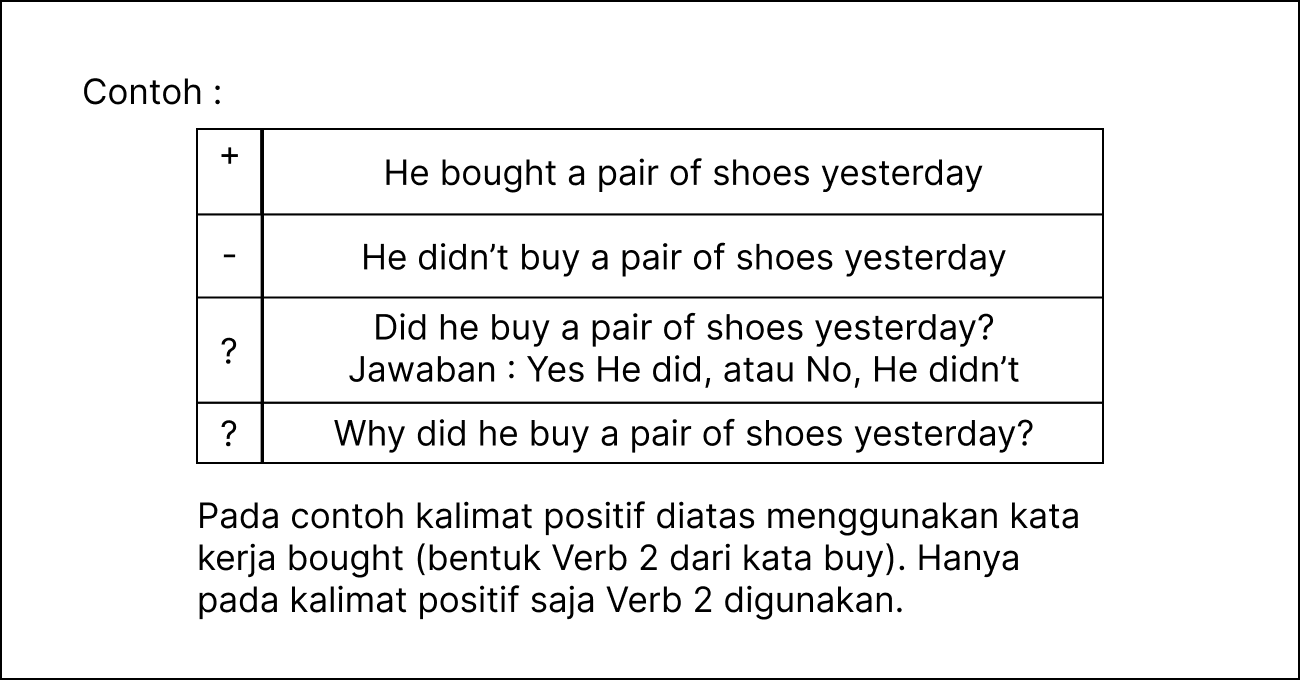 Contoh :
+
He bought a pair of shoes yesterday
-
He didn’t buy a pair of shoes yesterday
?
Did he buy a pair of shoes yesterday?
Jawaban : Yes He did, atau No, He didn’t
?
Why did he buy a pair of shoes yesterday?
Pada contoh kalimat positif diatas menggunakan kata
kerja bought (bentuk Verb 2 dari kata buy). Hanya
pada kalimat positif saja Verb 2 digunakan.